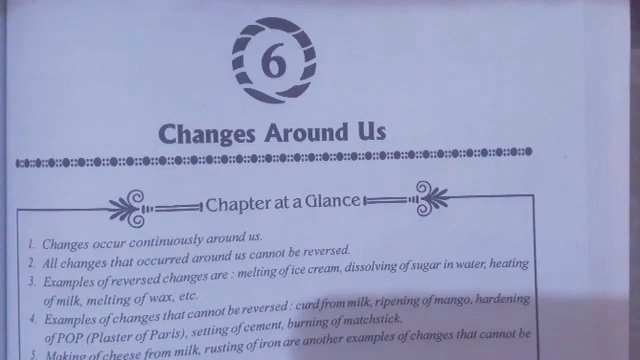 6
Changes Around Us
Chapter at a Glance
1. Changes occur continuously around us.
2. All changes that occurred around us cannot be reversed.
3. Examples of reversed changes are : melting of ice cream, dissolving of sugar in water, heating
of milk, melting of wax, etc.
4. Examples of changes that cannot be reversed : curd from milk, ripening of mango, hardening
of POP (Plaster of Paris), setting of cement, burning of matchstick.
5. Making of cheese from milk, rusting of iron are another examples of changes that cannot be